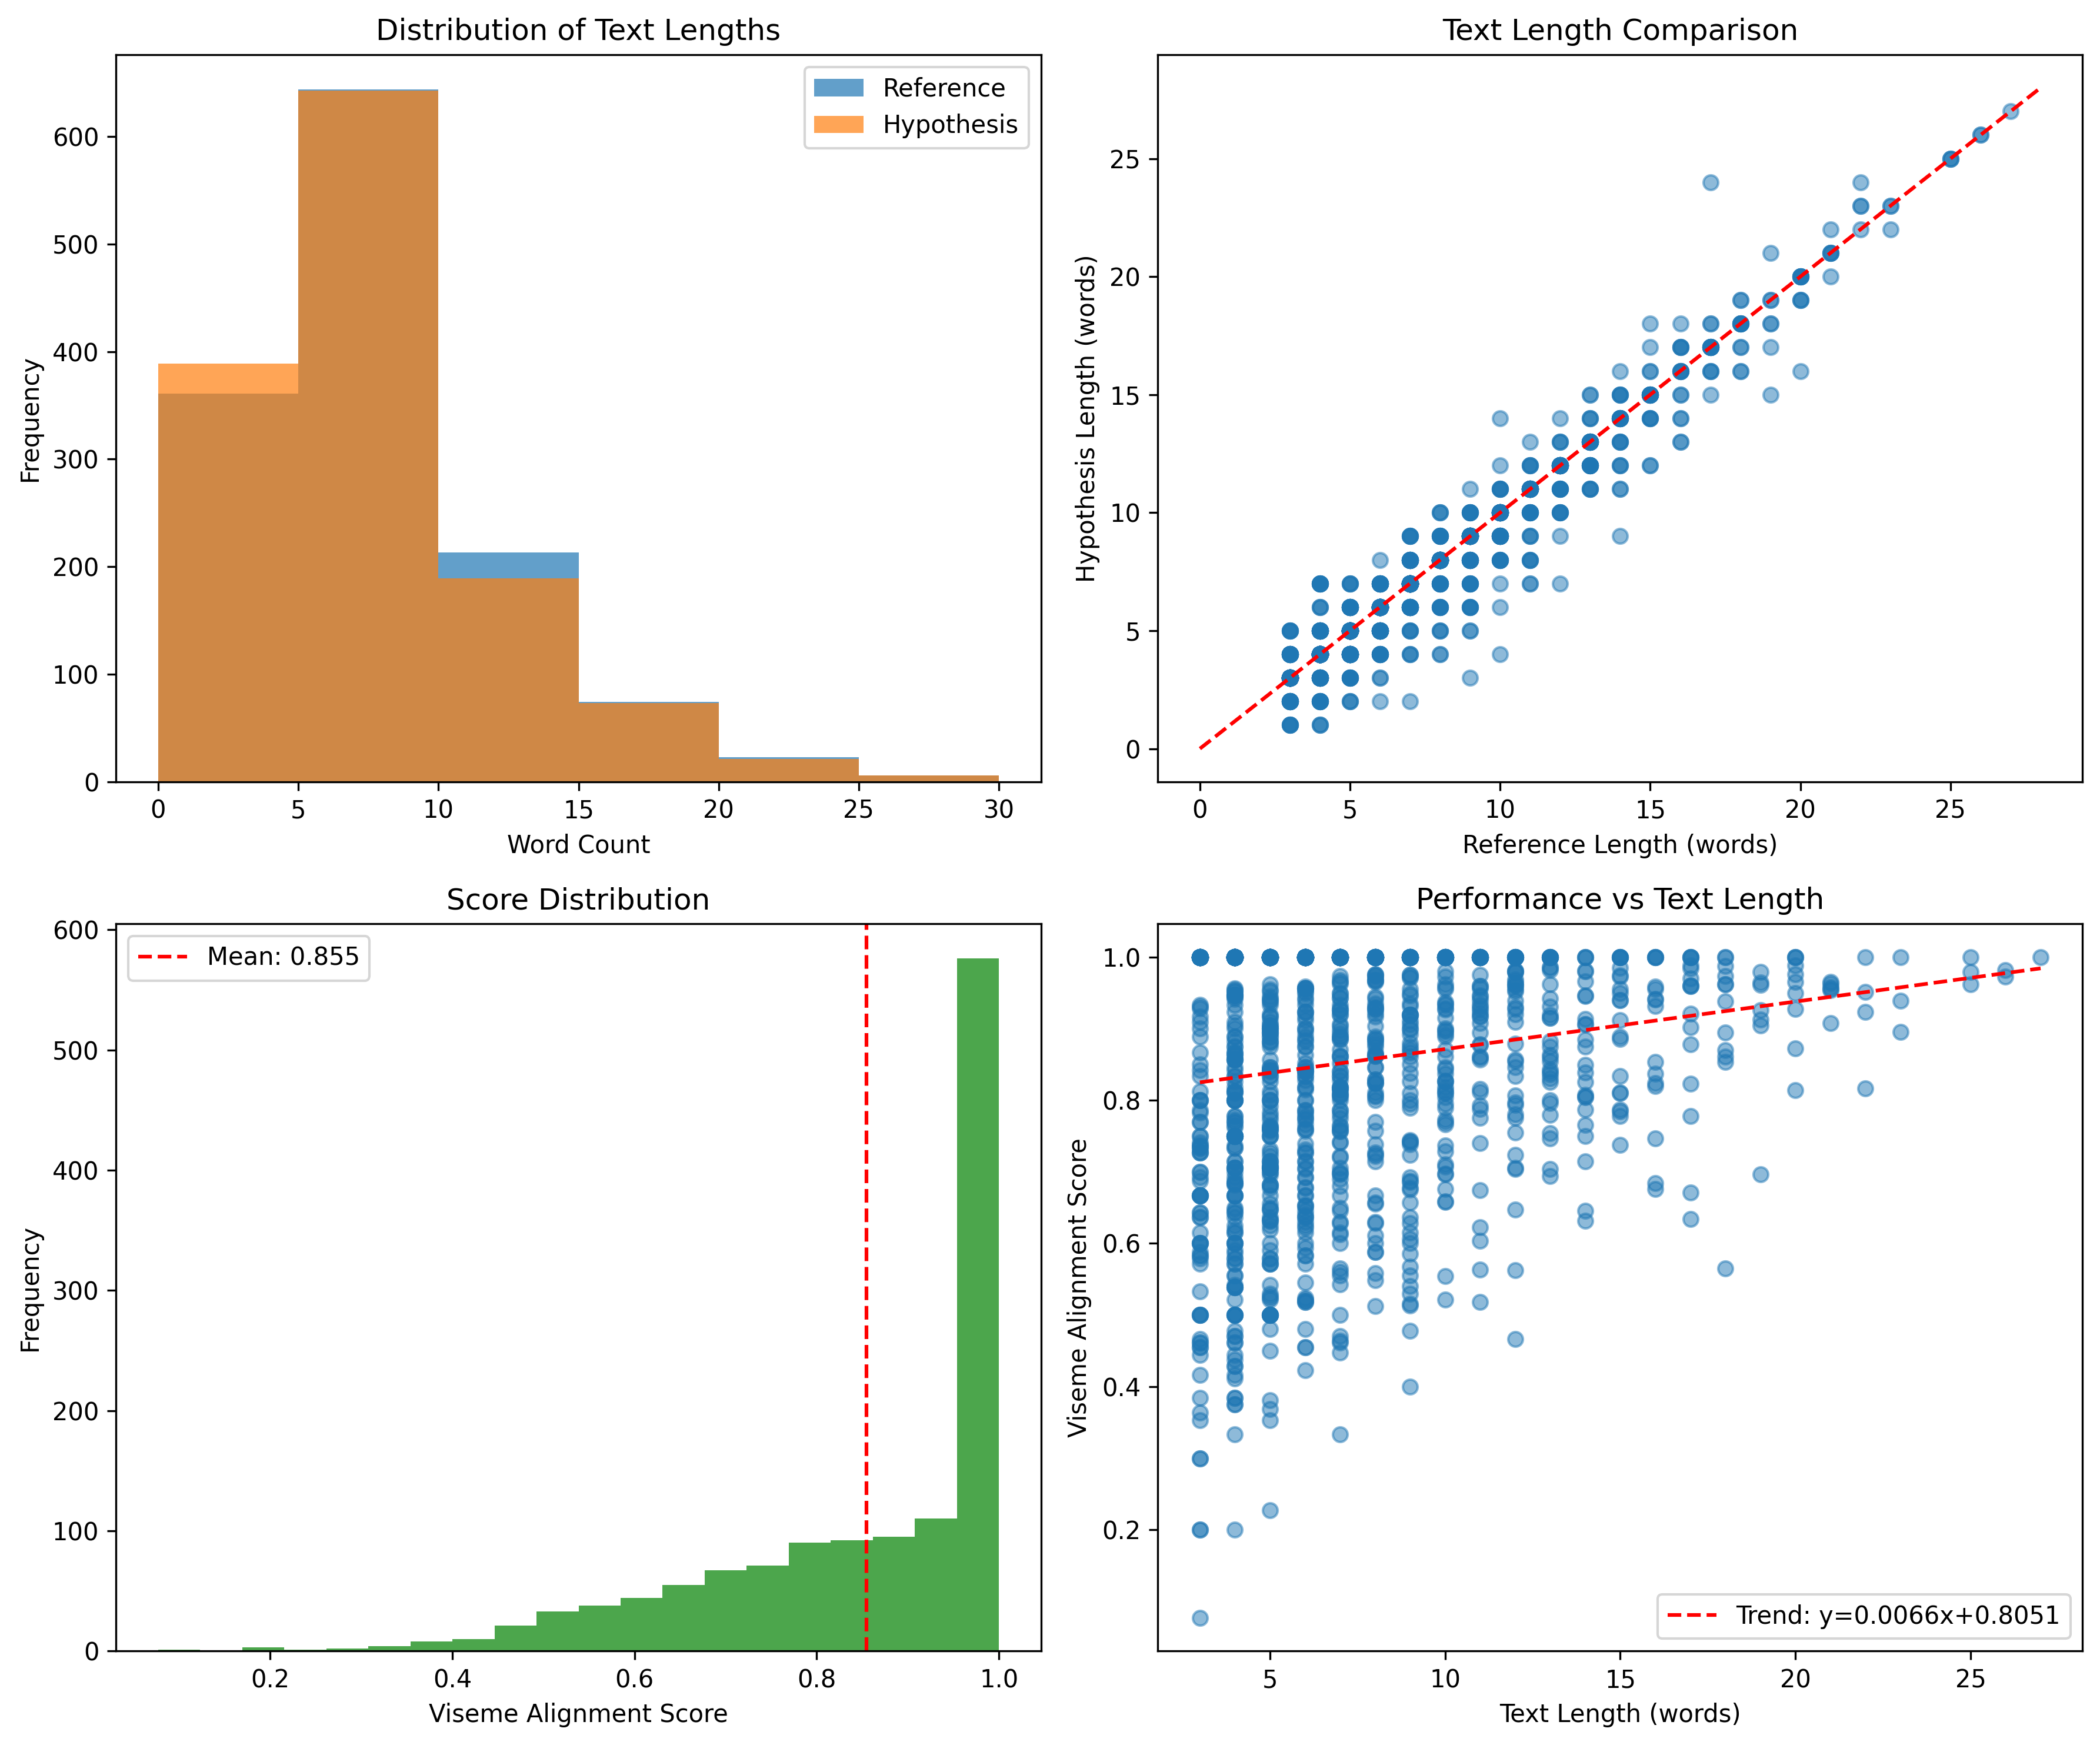 Distribution of Text Lengths
Reference
Hypothesis
600
500
400
300
200
100
0
Frequency
0 5 10 15 20 25 30
Word Count
Text Length Comparison
25
20
15
10
5
0
Hypothesis Length (words)
0 5 10 15 20 25
Reference Length (words)
Score Distribution
Mean: 0.855
600
500
400
300
200
100
0
Frequency
0.2 0.4 0.6 0.8 1.0
Viseme Alignment Score
Performance vs Text Length
1.0
0.8
0.6
0.4
0.2
Viseme Alignment Score
Trend: y=0.0066x+0.8051
5 10 15 20 25
Text Length (words)